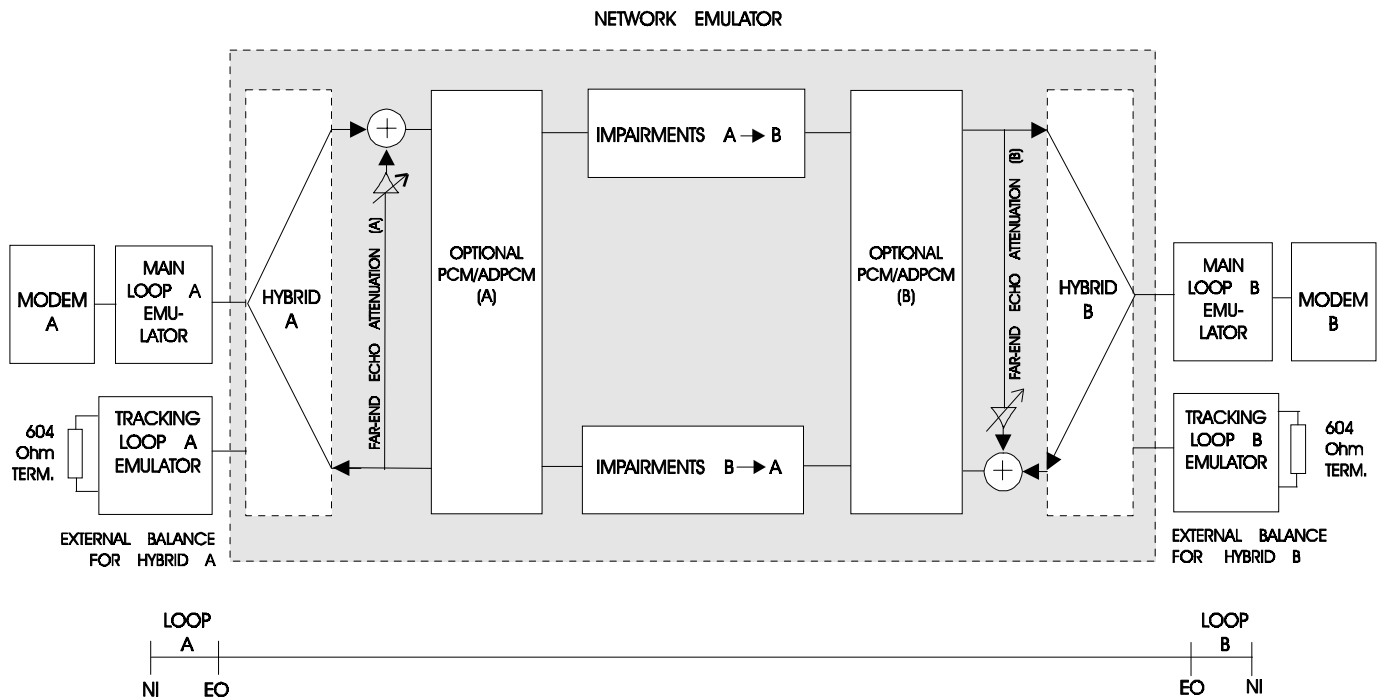 NETWORK EMULATOR
IMPAIRMENTS A → B
FAR-END ECHO ATTENUATION (A)
FAR-END ECHO ATTENUATION (B)
MODEM
A
MAIN
LOOP A
EMU-
LATOR
HYBRID
A
OPTIONAL
PCM/ADPCM
(A)
OPTIONAL
PCM/ADPCM
(B)
HYBRID
B
MAIN
LOOP B
EMU-
LATOR
MODEM
B
604
Ohm
TERM.
TRACKING
LOOP A
EMULATOR
IMPAIRMENTS B → A
TRACKING
LOOP B
EMULATOR
604
Ohm
TERM.
EXTERNAL BALANCE
FOR HYBRID A
EXTERNAL BALANCE
FOR HYBRID B
LOOP
A
LOOP
B
NI
EO
EO
NI